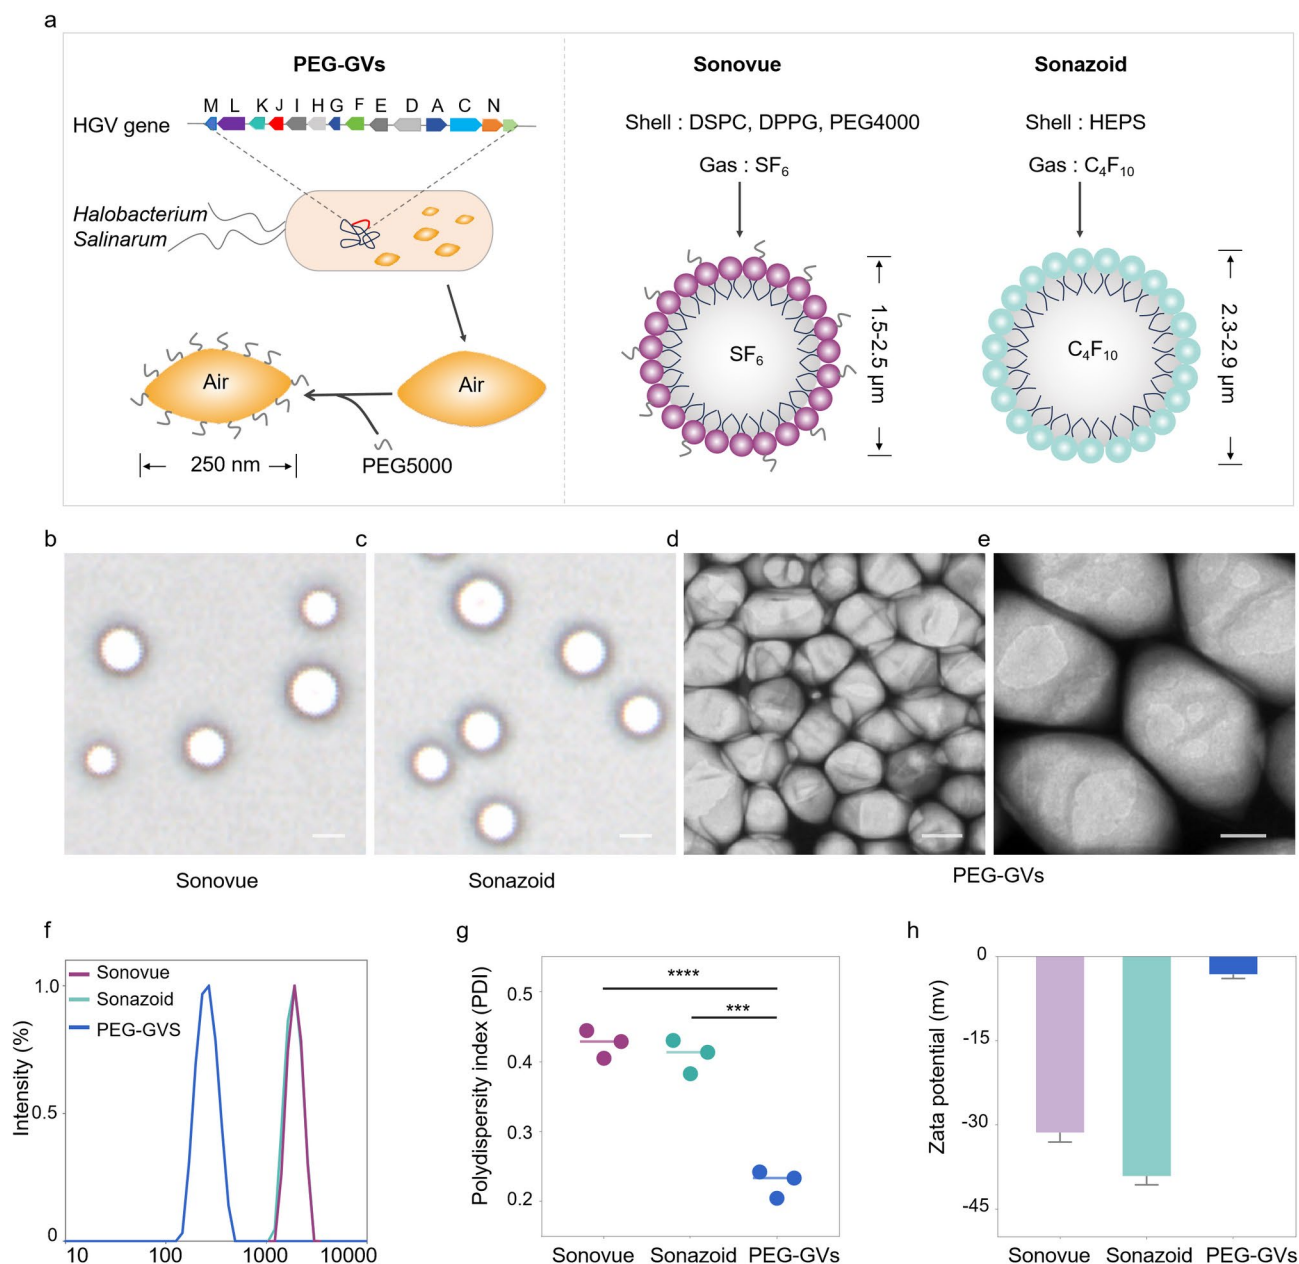 a
PEG-GVs
Sonovue
Sonazoid
M L K J I H G F E D A C N
HGV gene
Shell : DSPC, DPPG, PEG4000
Shell : HEPS
Gas : SF₆
Gas : C₄F₁₀
Halobacterium
Salinarum
Air
Air
250 nm
PEG5000
SF₆
1.5-2.5 μm
C₄F₁₀
2.3-2.9 μm
b
c
d
e
Sonovue
Sonazoid
PEG-GVs
f
Sonovue
Sonazoid
PEG-GVS
Intensity (%)
1.0
0.5
0
10 100 1000 10000
g
Polydispersity index (PDI)
0.5
0.4
0.3
0.2
****
***
Sonovue Sonazoid PEG-GVs
h
Zata potential (mv)
0
-15
-30
-45
Sonovue Sonazoid PEG-GVs